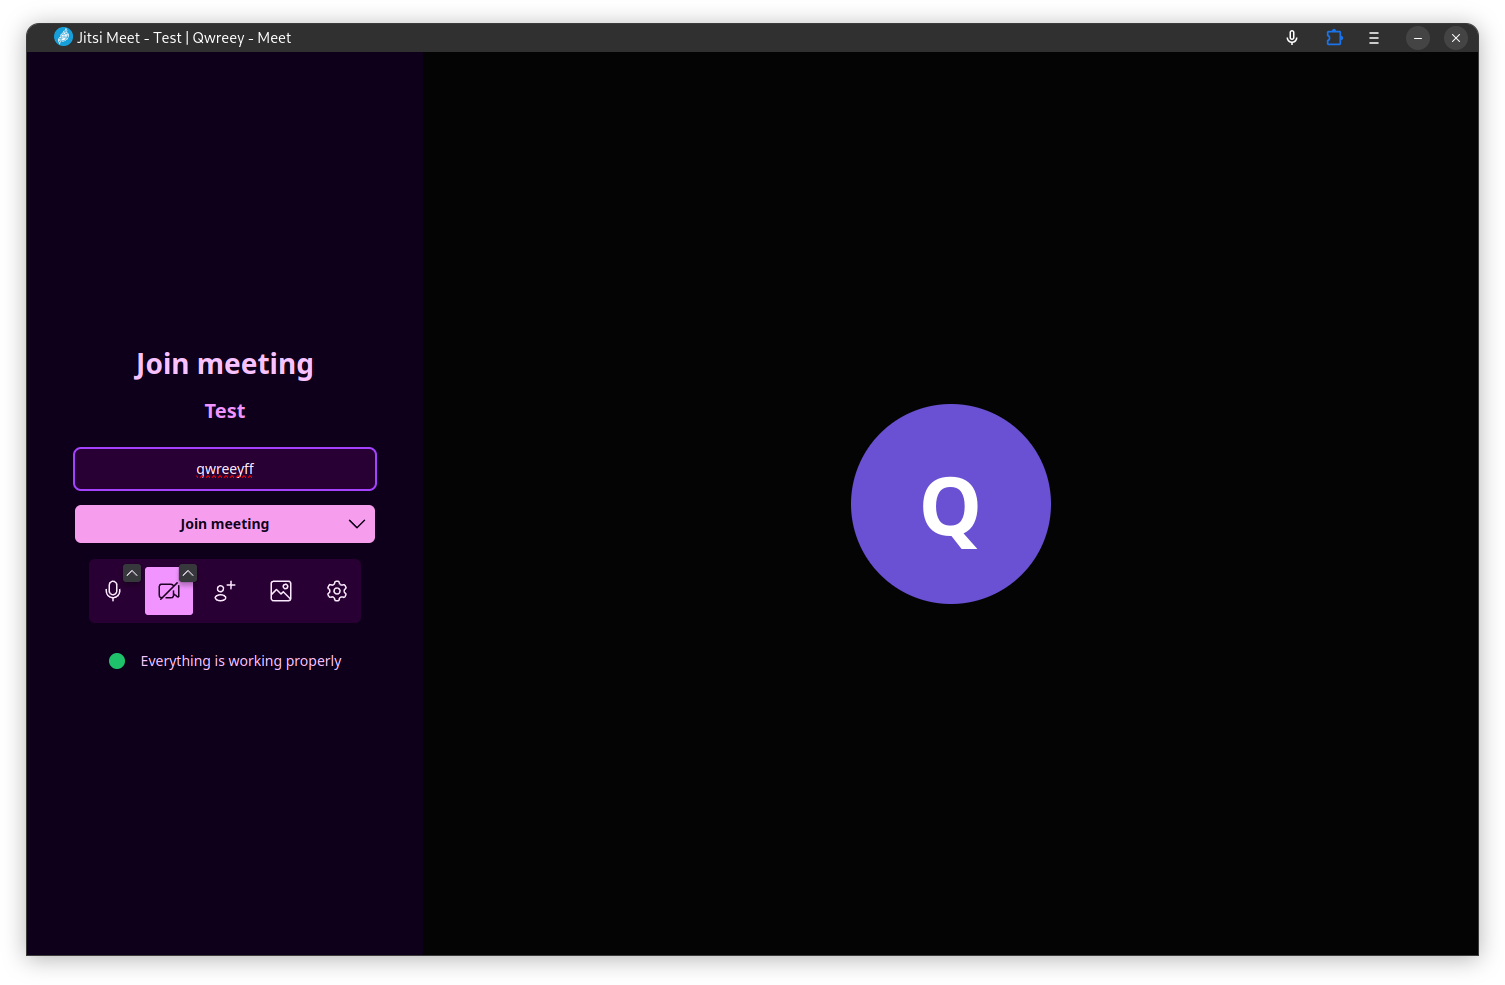 Jitsi Meet - Test | Qwreey - Meet
Join meeting
Test
qwreeyff
Join meeting
Everything is working properly
Q